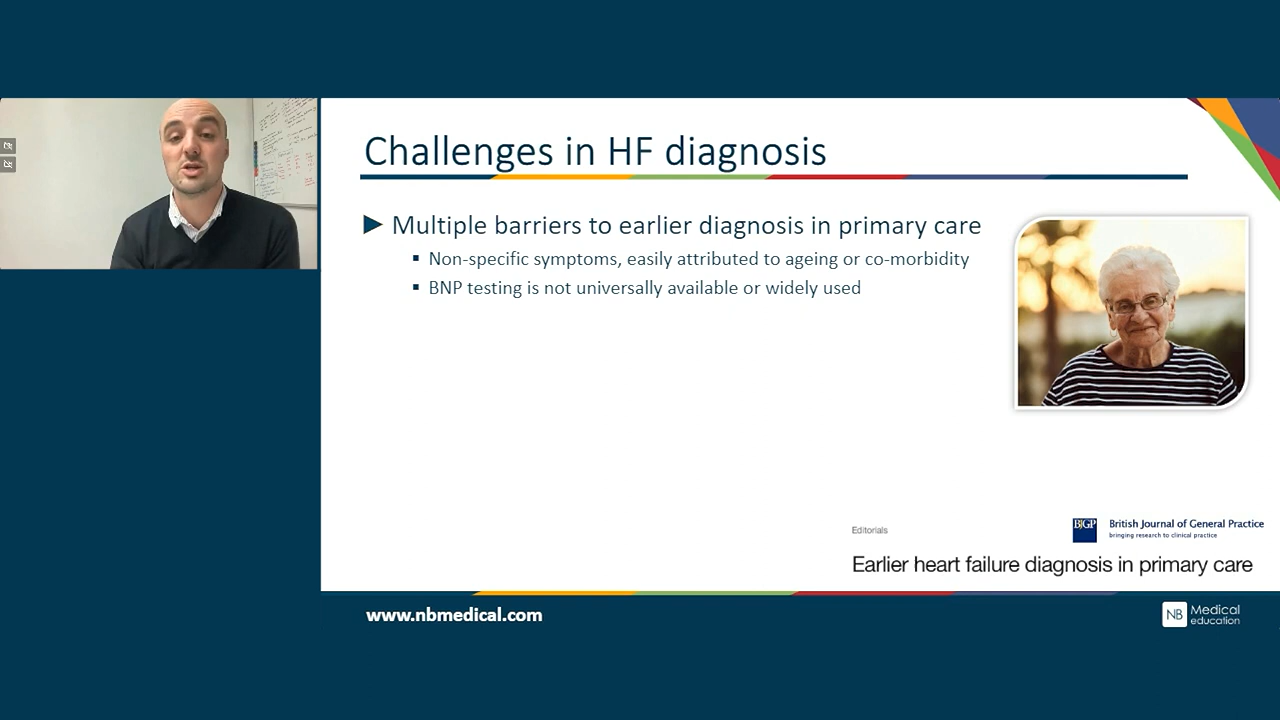 Challenges in HF diagnosis
Multiple barriers to earlier diagnosis in primary care
Non-specific symptoms, easily attributed to ageing or co-morbidity
BNP testing is not universally available or widely used
Editorials
BJGP
British Journal of General Practice
bringing research to clinical practice
Earlier heart failure diagnosis in primary care
www.nbmedical.com
NB
Medical
education